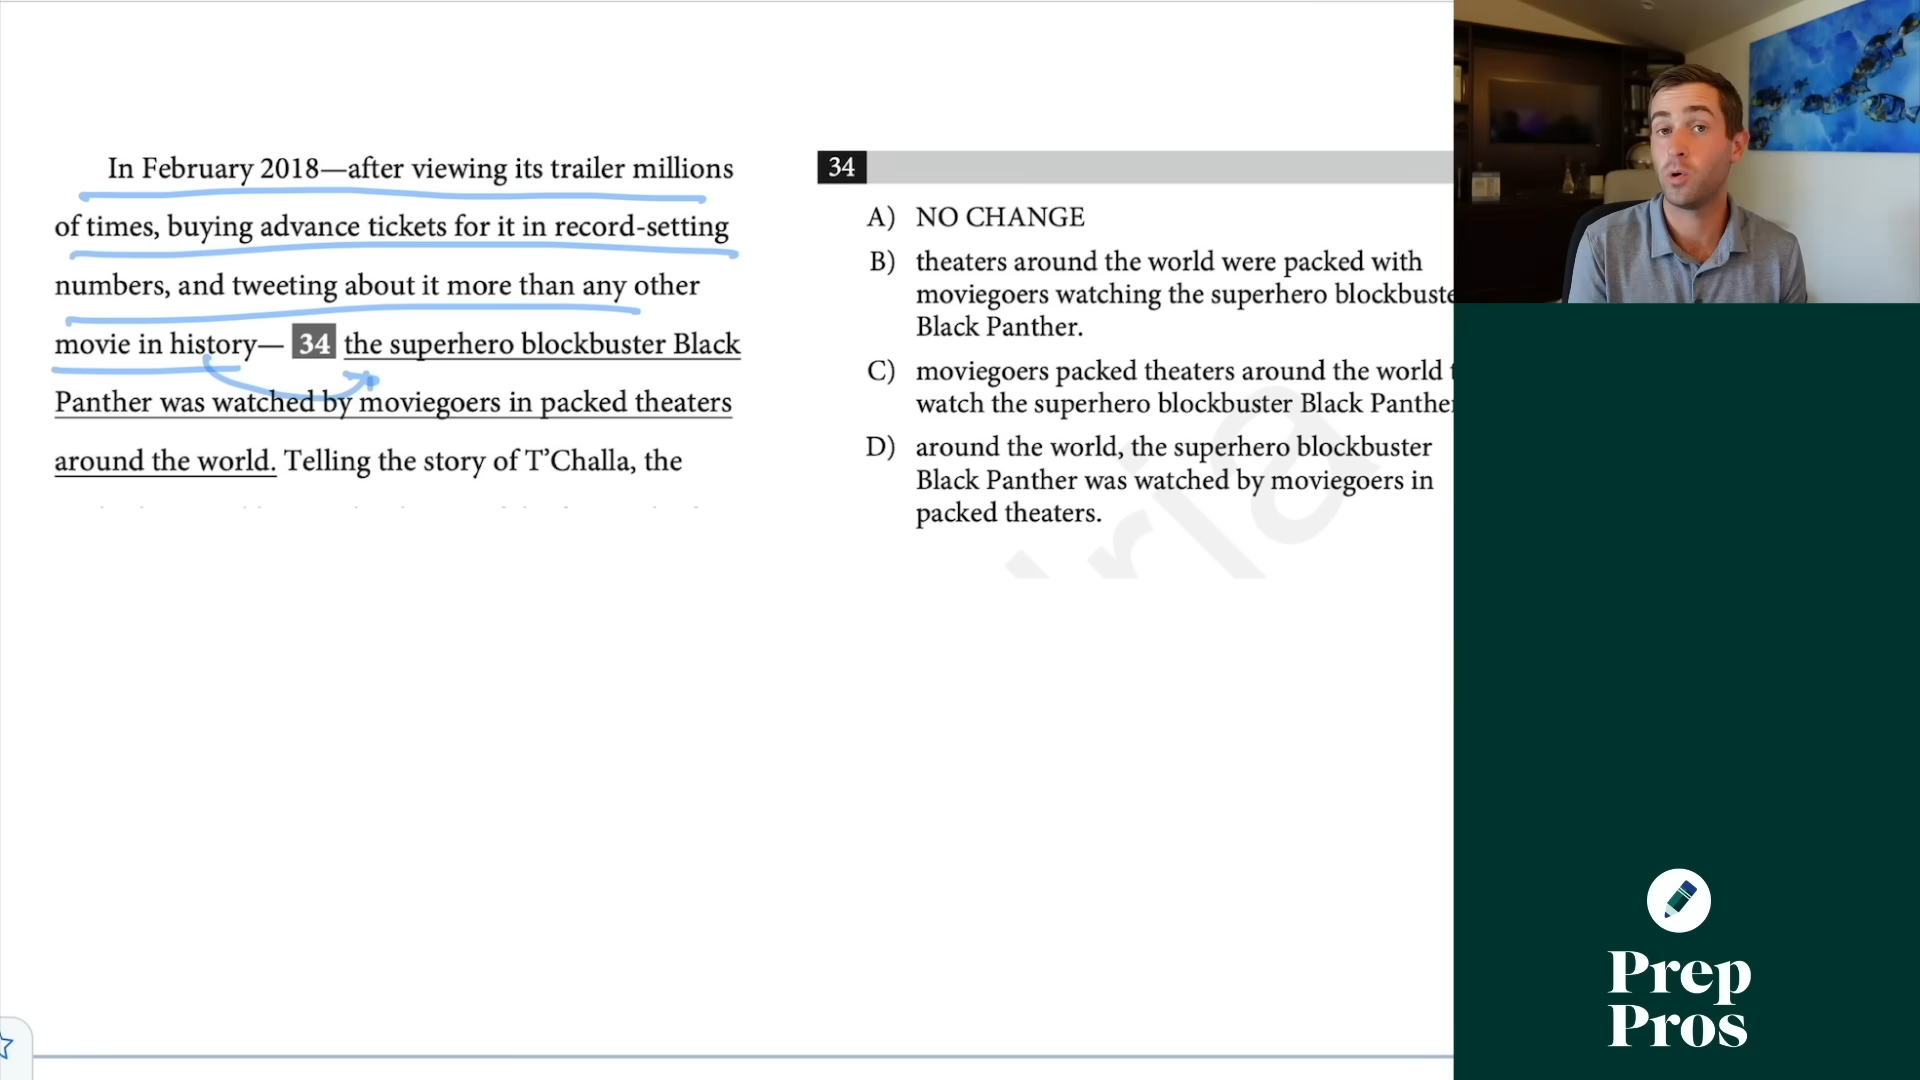 In February 2018—after viewing its trailer millions
of times, buying advance tickets for it in record-setting
numbers, and tweeting about it more than any other
movie in history— 34 the superhero blockbuster Black
Panther was watched by moviegoers in packed theaters
around the world. Telling the story of T’Challa, the
34
A) NO CHANGE
B) theaters around the world were packed with
moviegoers watching the superhero blockbuste
Black Panther.
C) moviegoers packed theaters around the world
watch the superhero blockbuster Black Panthe
D) around the world, the superhero blockbuster
Black Panther was watched by moviegoers in
packed theaters.
Prep
Pros